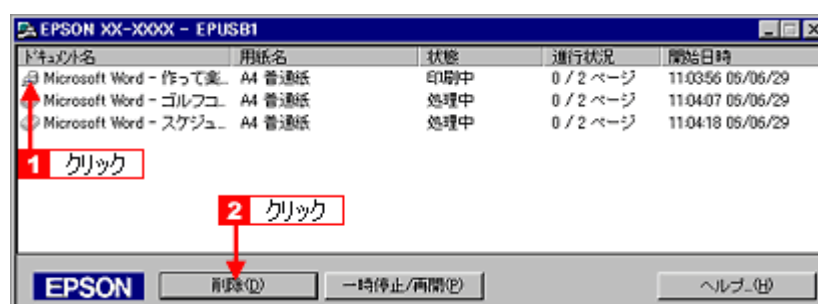 EPSON XX-XXXX - EPUSB1
ドキュメント名 用紙名 状態 進行状況 開始日時
Microsoft Word - 作って楽... A4 普通紙 印刷中 0 / 2 ページ 11:03:56 05/06/29
Microsoft Word - ゴルフコ... A4 普通紙 処理中 0 / 2 ページ 11:04:07 05/06/29
Microsoft Word - スケジュ... A4 普通紙 処理中 0 / 2 ページ 11:04:18 05/06/29
1 クリック
2 クリック
EPSON 削除(D) 一時停止/再開(P) ヘルプ...(H)